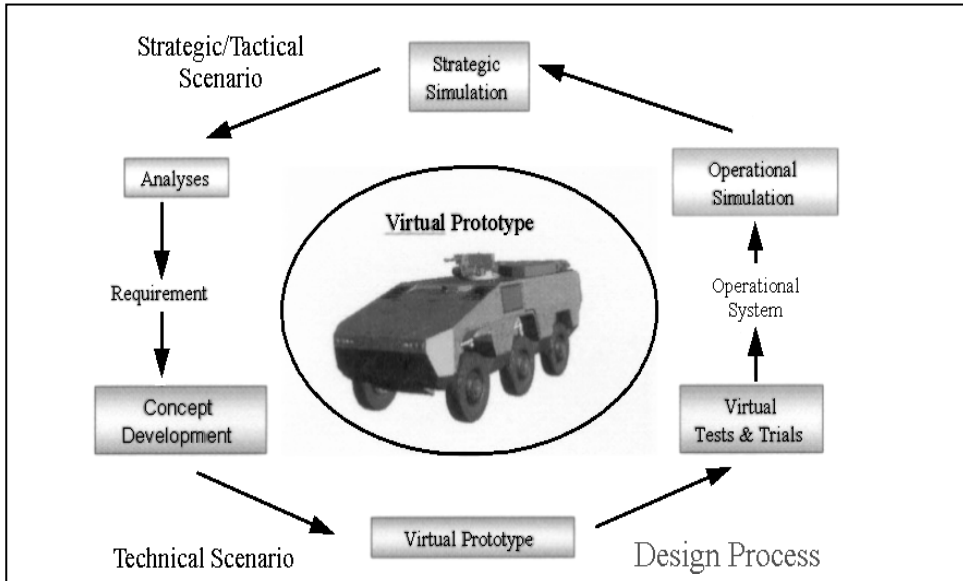 Strategic/Tactical
Scenario
Strategic
Simulation
Analyses
Operational
Simulation
Virtual Prototype
Requirement
Operational
System
Concept
Development
Virtual
Tests & Trials
Virtual Prototype
Technical Scenario
Design Process